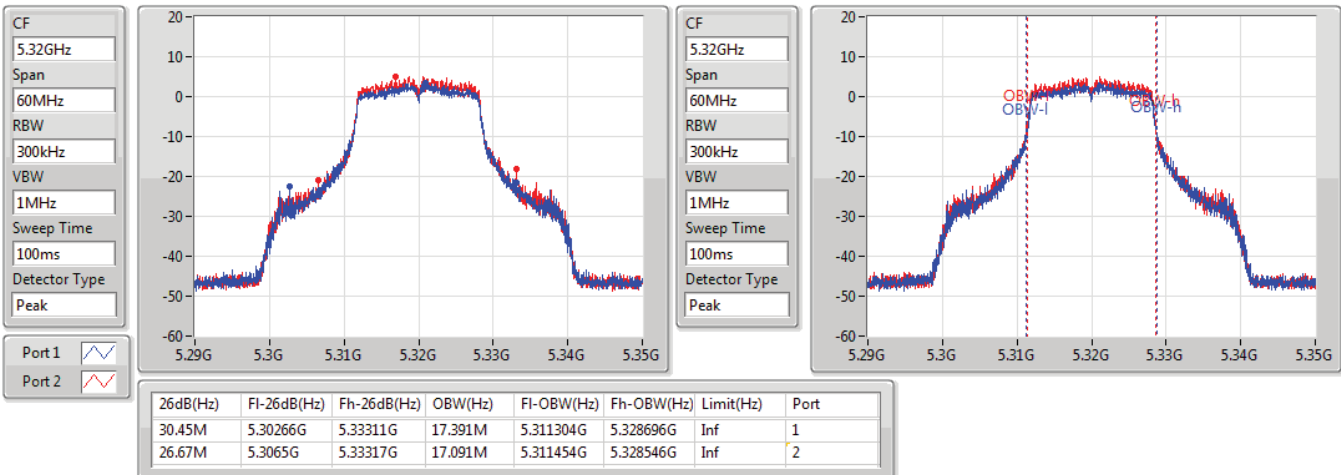 CF
5.32GHz
Span
60MHz
RBW
300kHz
VBW
1MHz
Sweep Time
100ms
Detector Type
Peak
Port 1
Port 2
20
10
0
-10
-20
-30
-40
-50
-60
5.29G 5.3G 5.31G 5.32G 5.33G 5.34G 5.35G
CF
5.32GHz
Span
60MHz
RBW
300kHz
VBW
1MHz
Sweep Time
100ms
Detector Type
Peak
20
10
0
-10
-20
-30
-40
-50
-60
OBW-h
OBW-l OBW-h
5.29G 5.3G 5.31G 5.32G 5.33G 5.34G 5.35G
26dB(Hz) Fl-26dB(Hz) Fh-26dB(Hz) OBW(Hz) Fl-OBW(Hz) Fh-OBW(Hz) Limit(Hz) Port
30.45M 5.30266G 5.33311G 17.391M 5.311304G 5.328696G Inf 1
26.67M 5.3065G 5.33317G 17.091M 5.311454G 5.328546G Inf 2